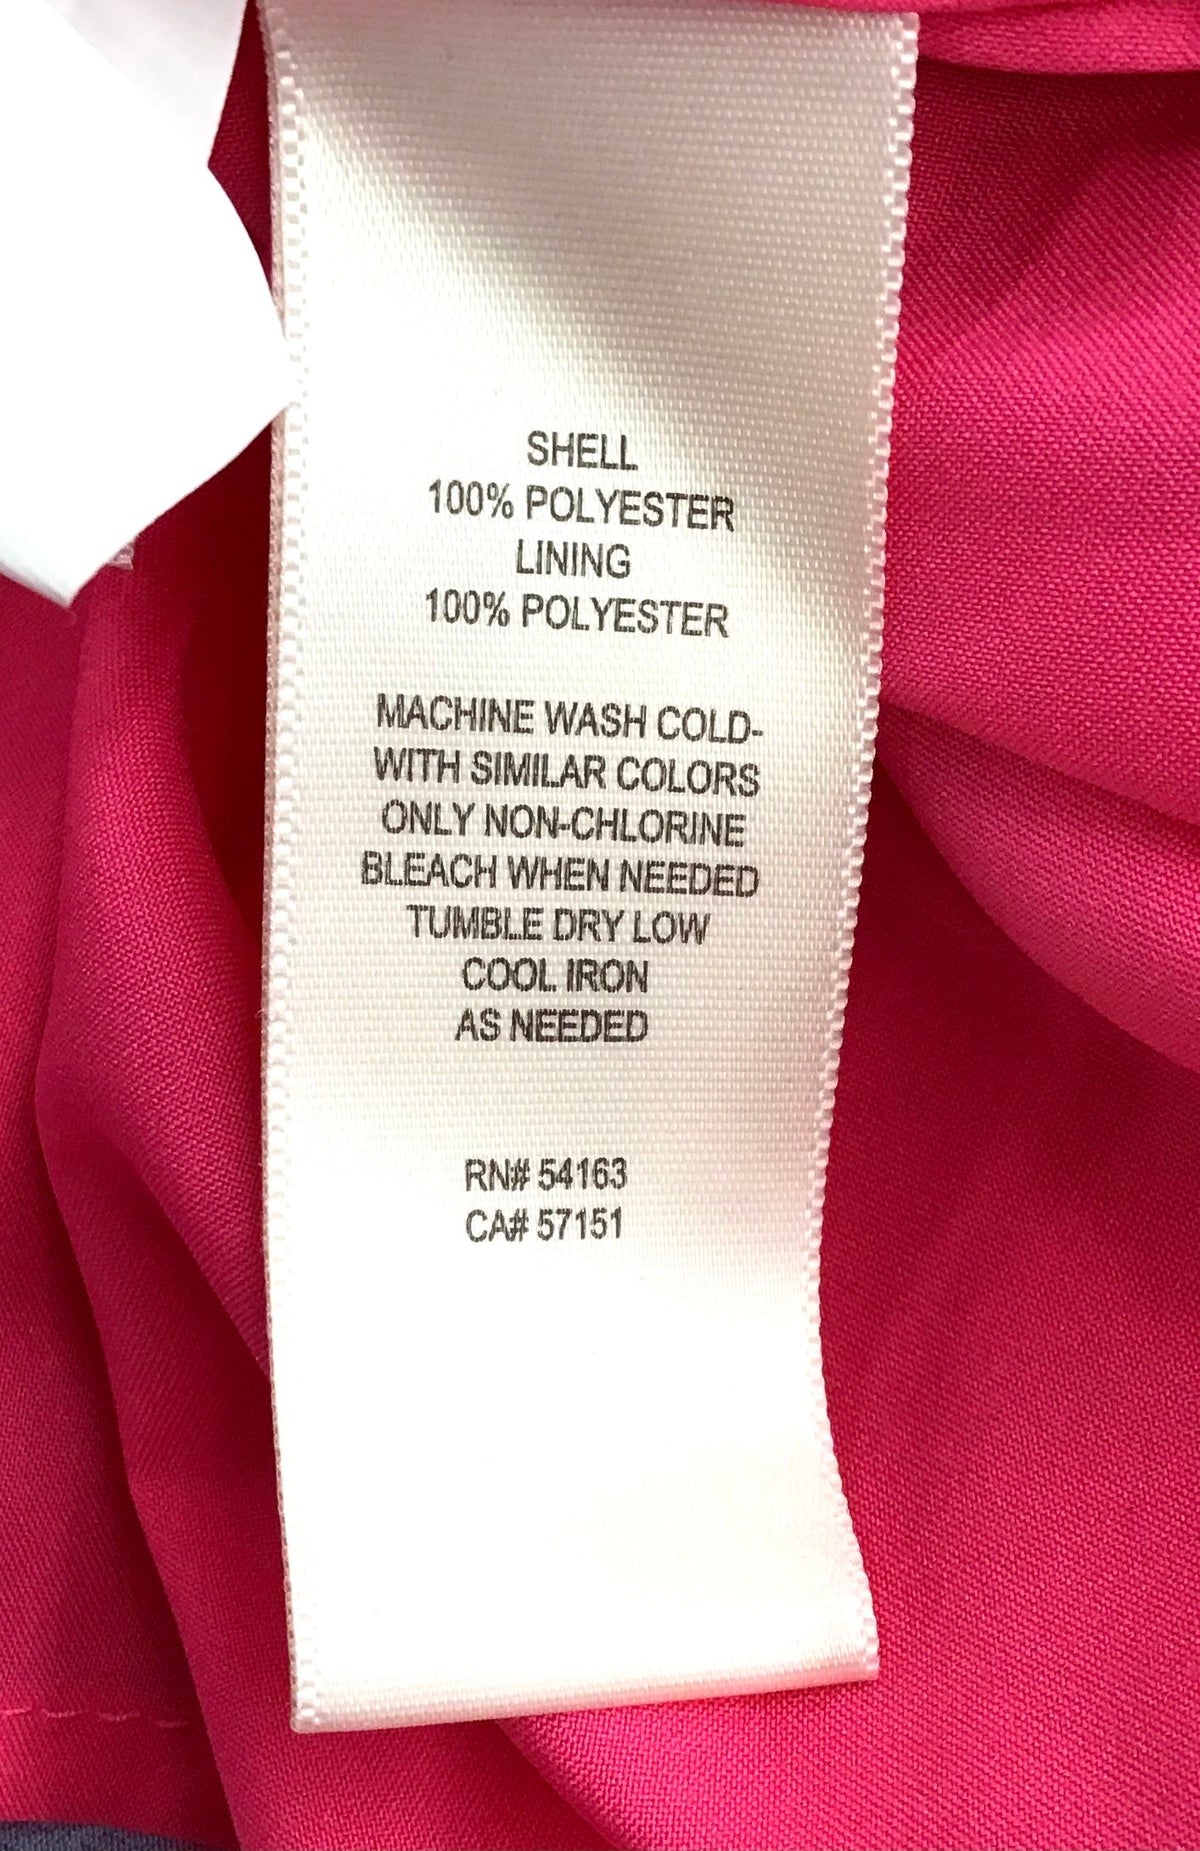 SHELL
100% POLYESTER
LINING
100% POLYESTER
MACHINE WASH COLD-
WITH SIMILAR COLORS
ONLY NON-CHLORINE
BLEACH WHEN NEEDED
TUMBLE DRY LOW
COOL IRON
AS NEEDED
RN# 54163
CA# 57151